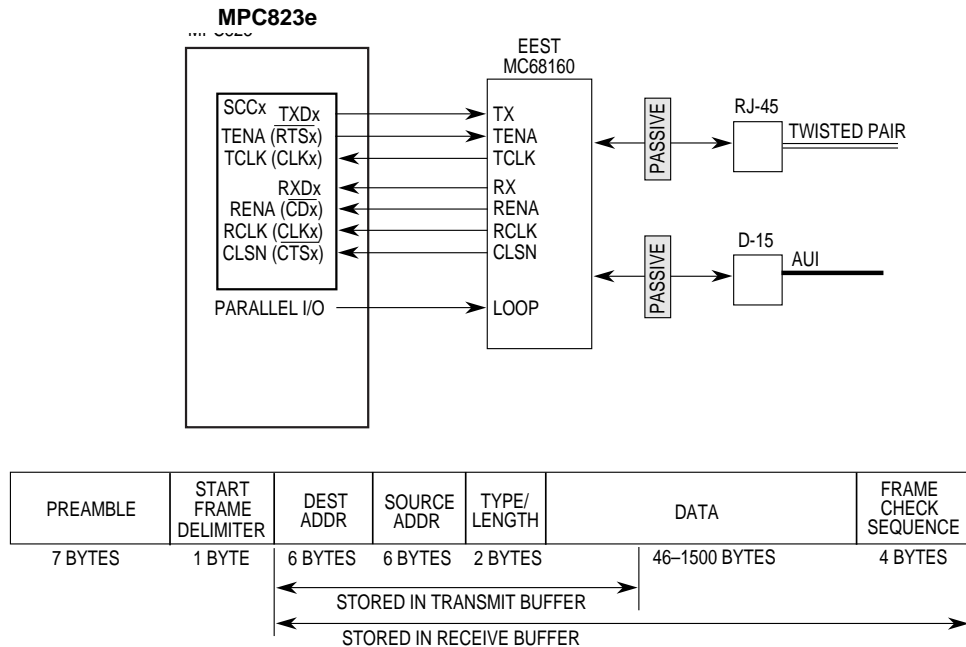 MPC823e
EEST
MC68160
SCCx TXDx
TENA (RTSx)
TCLK (CLKx)
RXDx
RENA (CDx)
RCLK (CLKx)
CLSN (CTSx)
PARALLEL I/O
TX
TENA
TCLK
RX
RENA
RCLK
CLSN
LOOP
PASSIVE
RJ-45
TWISTED PAIR
PASSIVE
D-15
AUI
PREAMBLE
START
FRAME
DELIMITER
DEST
ADDR
SOURCE
ADDR
TYPE/
LENGTH
DATA
FRAME
CHECK
SEQUENCE
7 BYTES
1 BYTE
6 BYTES
6 BYTES
2 BYTES
46–1500 BYTES
4 BYTES
STORED IN TRANSMIT BUFFER
STORED IN RECEIVE BUFFER